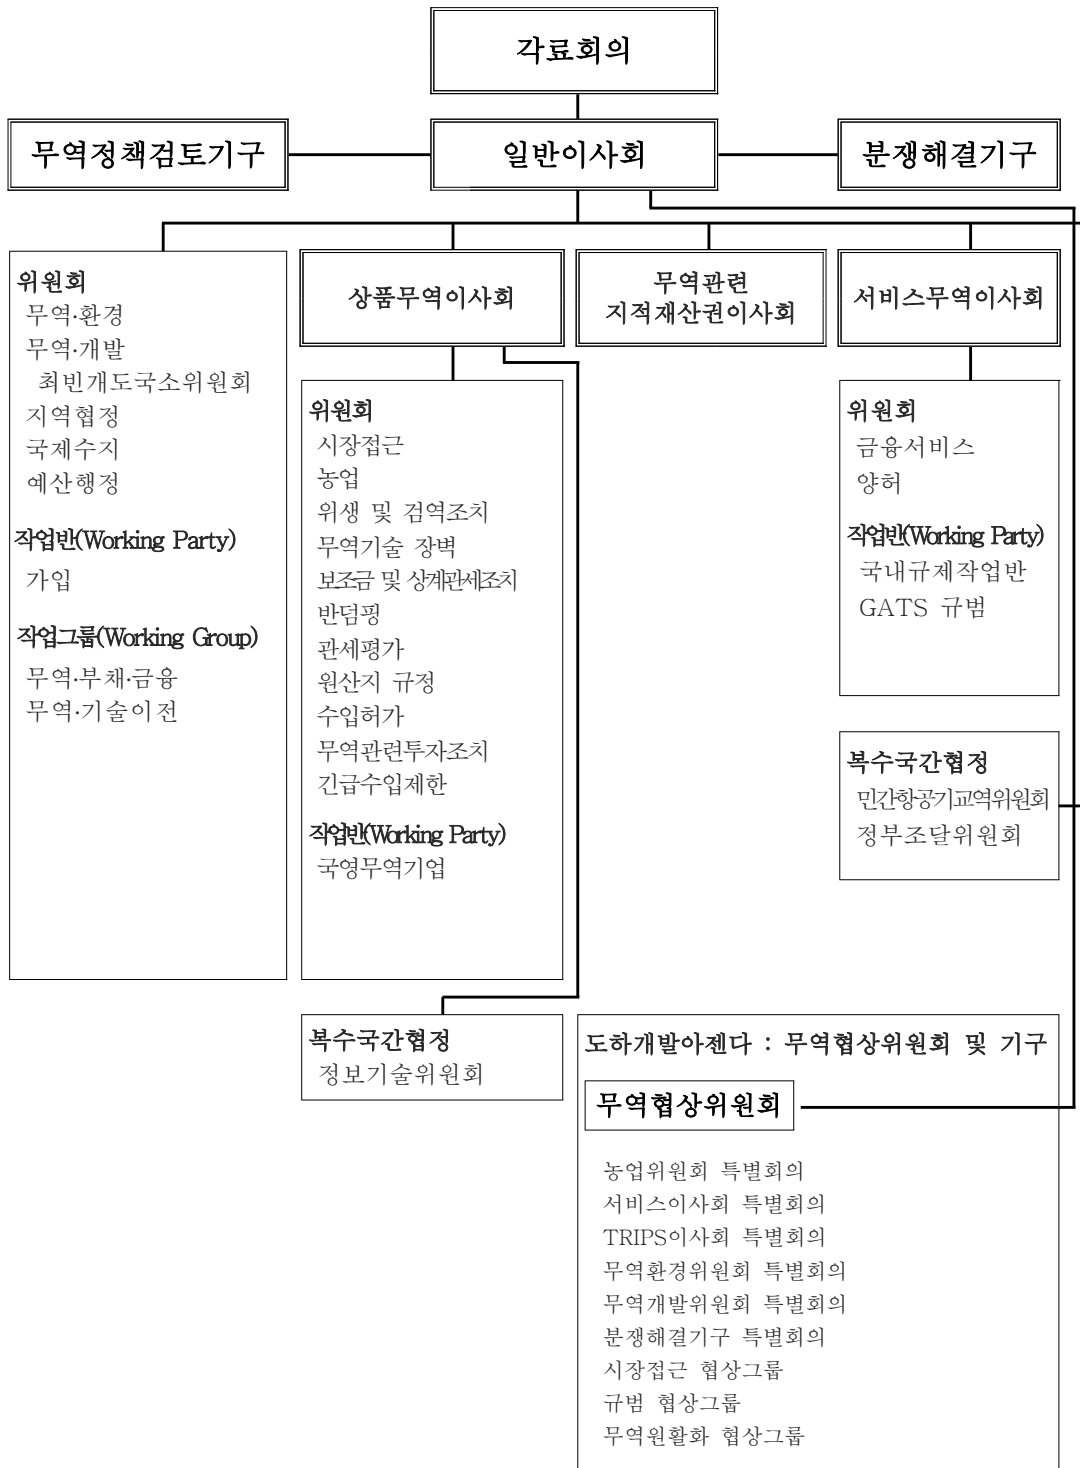 각료회의
무역정책검토기구
일반이사회
분쟁해결기구
위원회
무역·환경
무역·개발
최빈개도국소위원회
지역협정
국제수지
예산행정
작업반(Working Party)
가입
작업그룹(Working Group)
무역·부채·금융
무역·기술이전
상품무역이사회
위원회
시장접근
농업
위생 및 검역조치
무역기술 장벽
보조금 및 상계관세조치
반덤핑
관세평가
원산지 규정
수입허가
무역관련투자조치
긴급수입제한
작업반(Working Party)
국영무역기업
복수국간협정
정보기술위원회
무역관련
지적재산권이사회
서비스무역이사회
위원회
금융서비스
양허
작업반(Working Party)
국내규제작업반
GATS 규범
복수국간협정
민간항공기교역위원회
정부조달위원회
도하개발아젠다 : 무역협상위원회 및 기구
무역협상위원회
농업위원회 특별회의
서비스이사회 특별회의
TRIPS이사회 특별회의
무역환경위원회 특별회의
무역개발위원회 특별회의
분쟁해결기구 특별회의
시장접근 협상그룹
규범 협상그룹
무역원활화 협상그룹